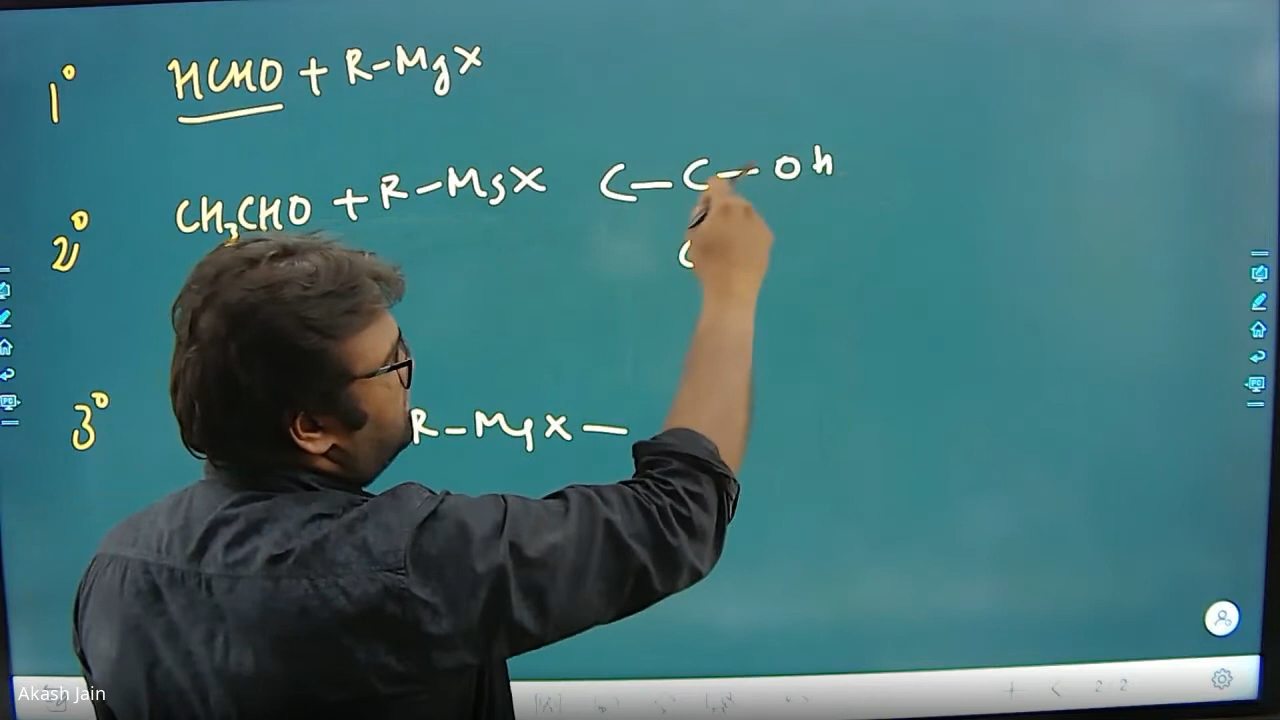 1° HCHO + R-MgX
2° CH3CHO + R-MgX C-C-OH
C
3° R-MgX -
Akash Jain